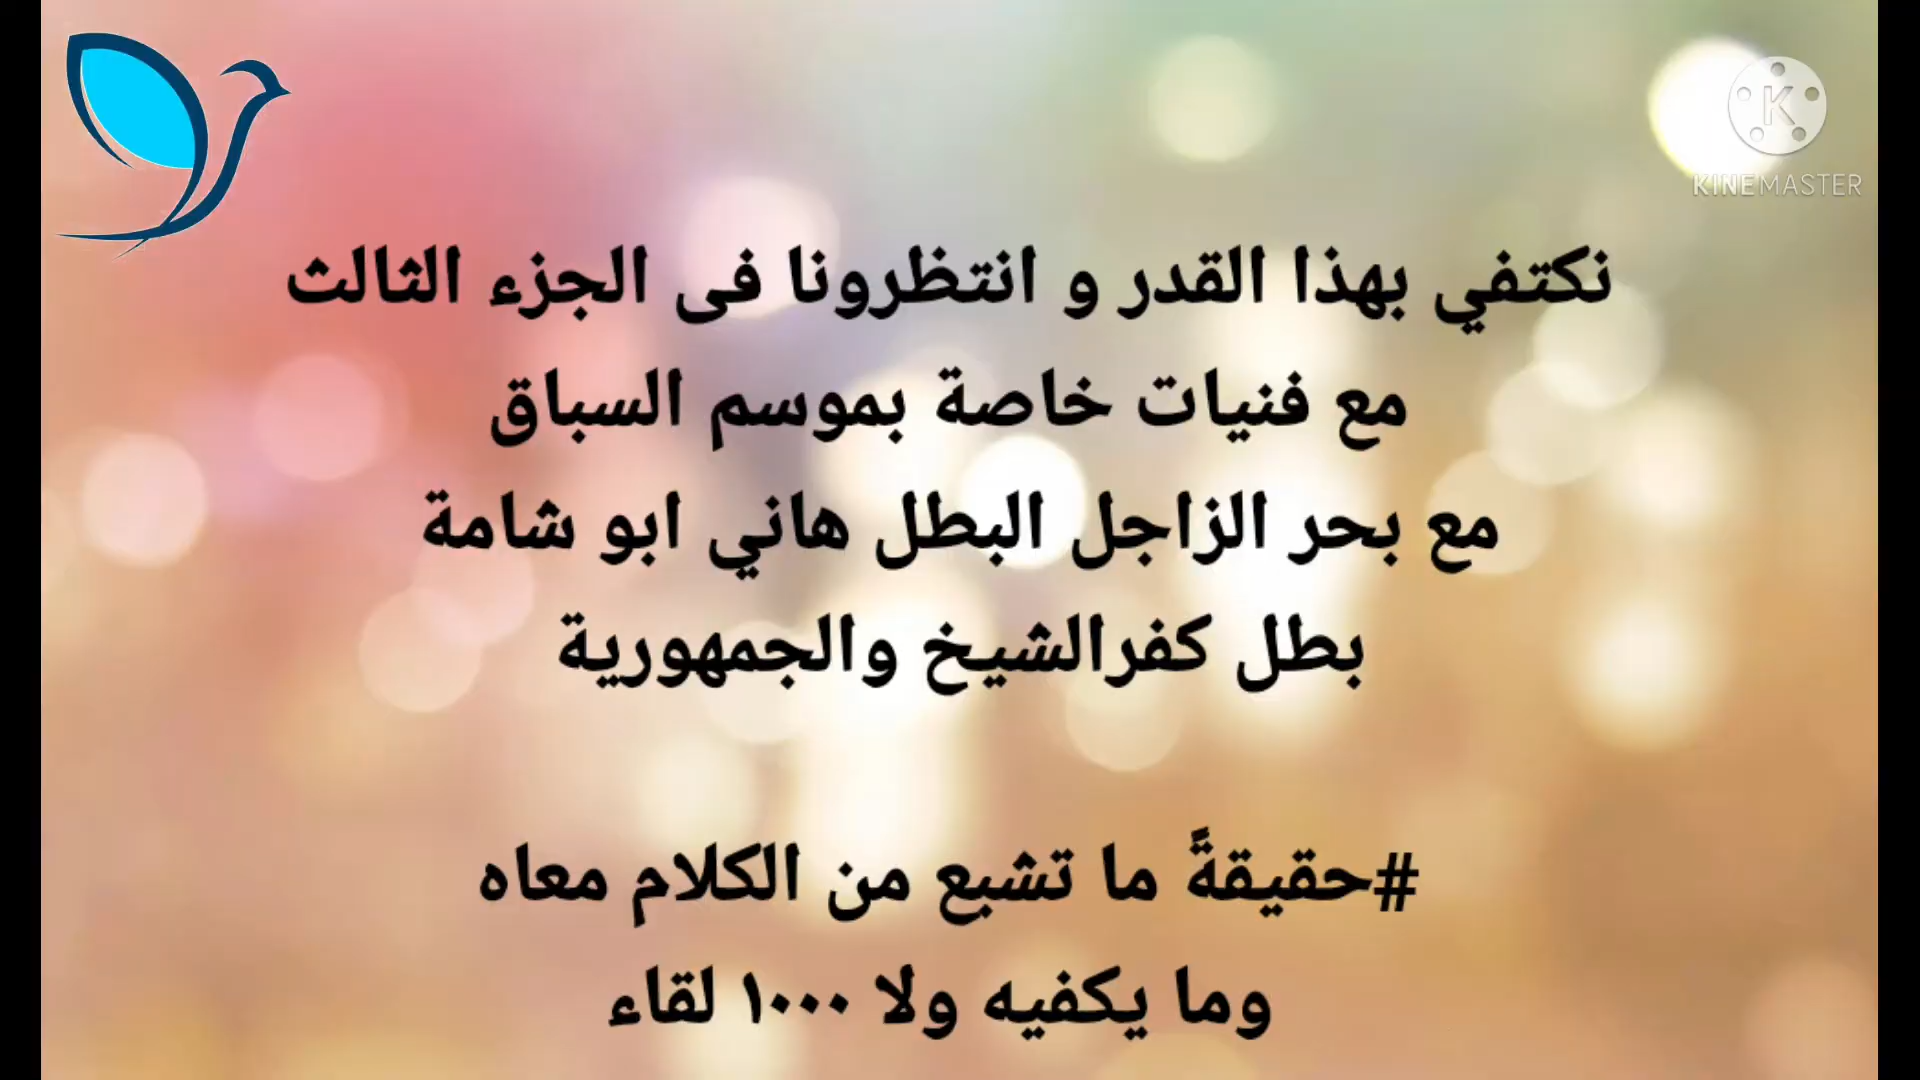 KINEMASTER
نكتفي بهذا القدر و انتظرونا فى الجزء الثالث
مع فنيات خاصة بموسم السباق
مع بحر الزاجل البطل هاني ابو شامة
بطل كفرالشيخ والجمهورية
#حقيقةً ما تشبع من الكلام معاه
وما يكفيه ولا ١٠٠٠ لقاء